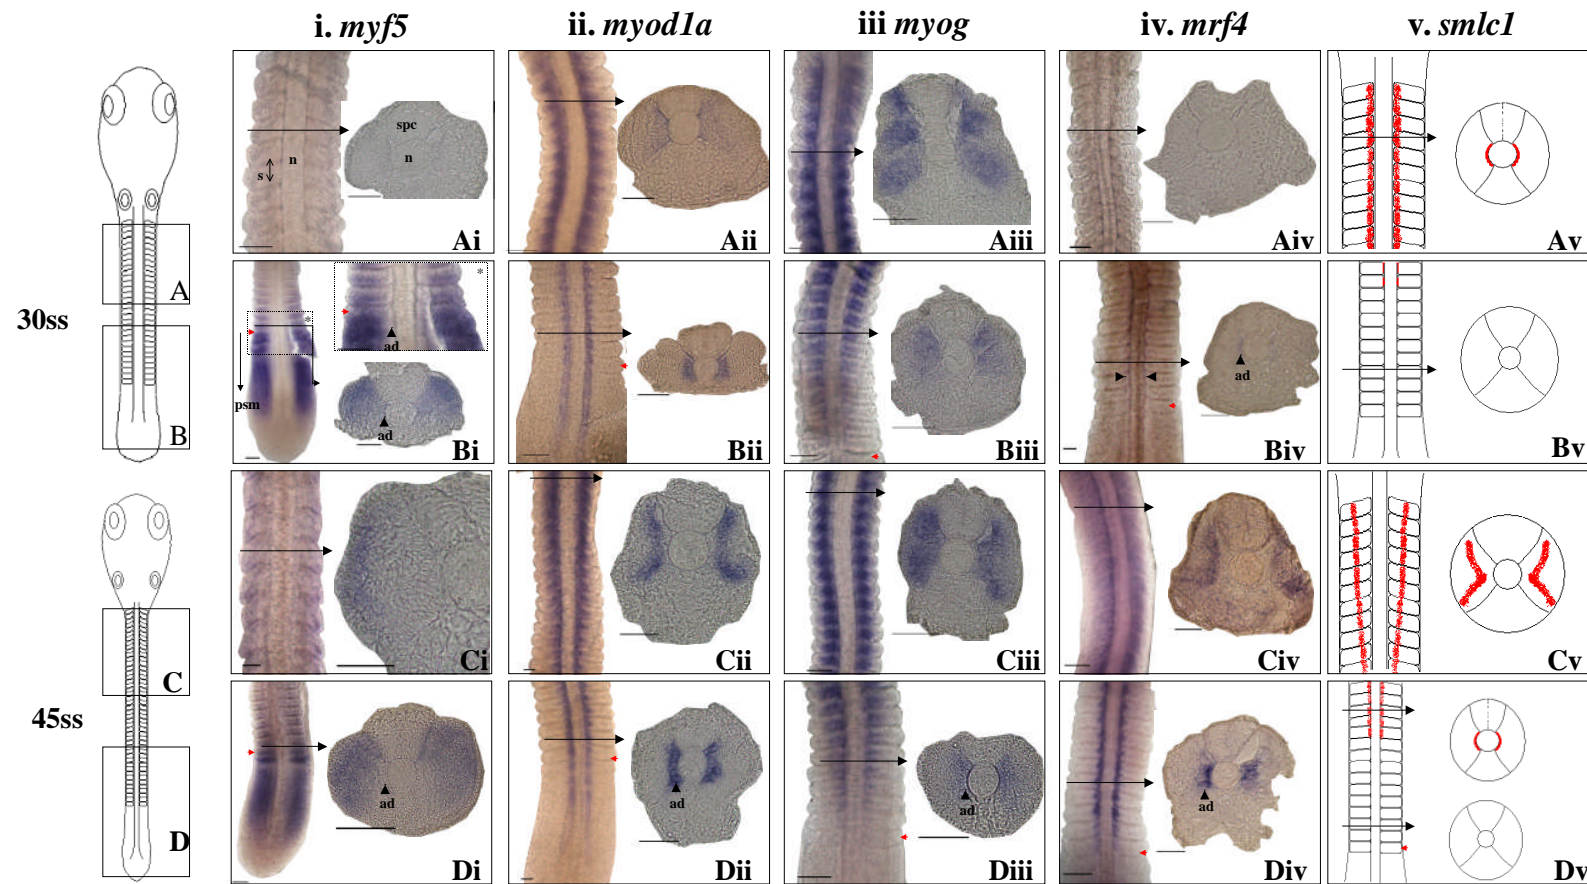 i. myf5
ii. myod1a
iii myog
iv. mrf4
v. smlc1
30ss
A
B
spc
n
n
s
Ai
Aii
Aiii
Aiv
Av
*
*
ad
psm
ad
Bi
Bii
Biii
ad
Biv
Bv
45ss
C
D
Ci
Cii
Ciii
Civ
Cv
ad
Di
ad
Dii
ad
Diii
ad
Div
Dv